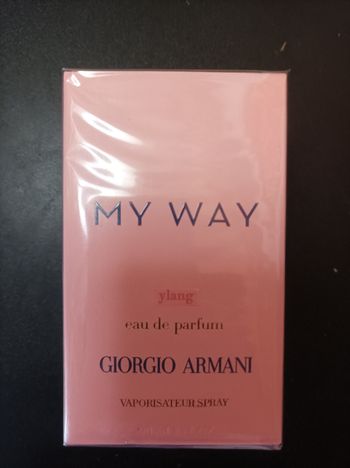 MY WAY
ylang
eau de parfum
GIORGIO ARMANI
VAPORISATEUR SPRAY